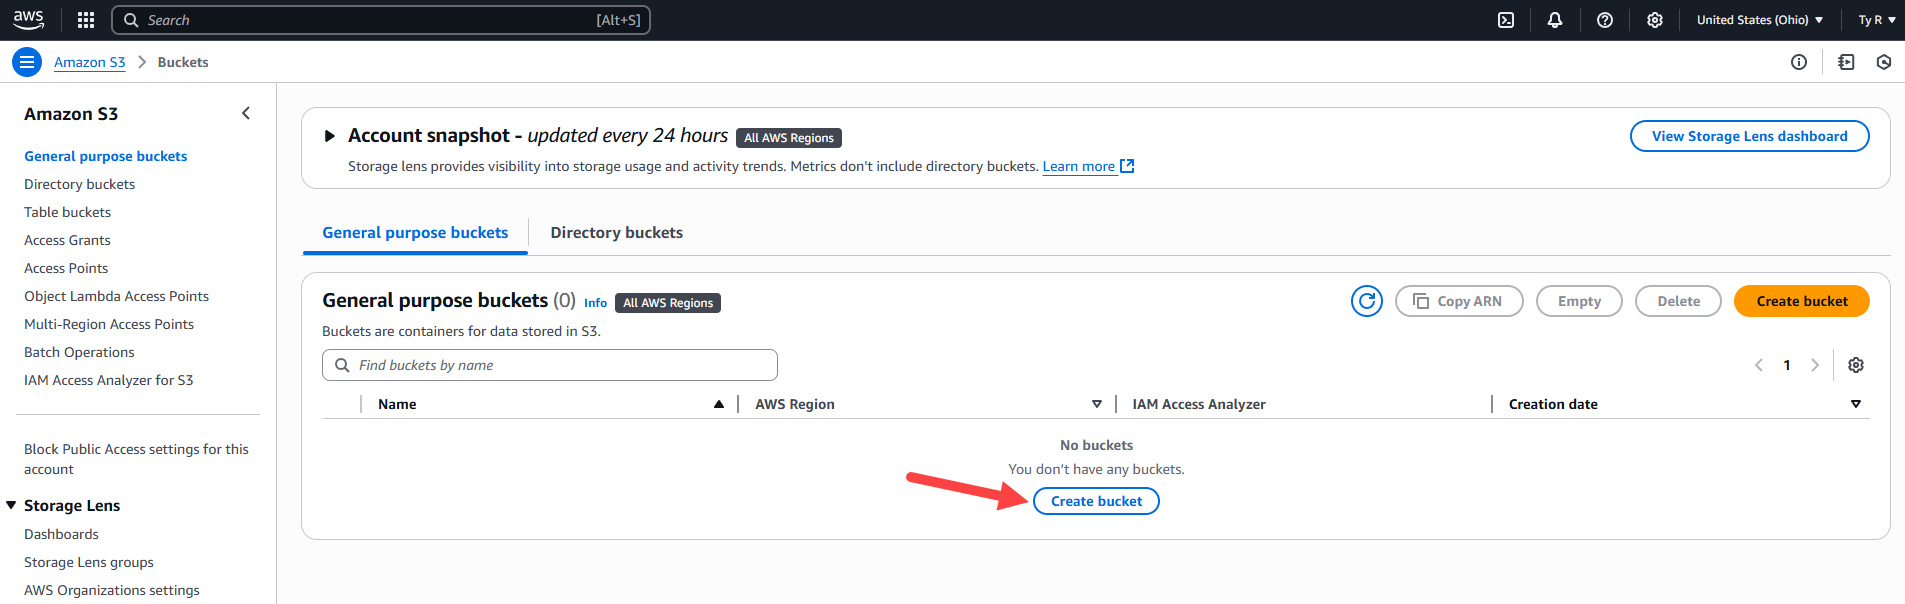 aws
Search [Alt+S] United States (Ohio) Ty R
Amazon S3 Buckets
Amazon S3
General purpose buckets
Directory buckets
Table buckets
Access Grants
Access Points
Object Lambda Access Points
Multi-Region Access Points
Batch Operations
IAM Access Analyzer for S3
Block Public Access settings for this
account
Storage Lens
Dashboards
Storage Lens groups
AWS Organizations settings
Account snapshot - updated every 24 hours All AWS Regions View Storage Lens dashboard
Storage lens provides visibility into storage usage and activity trends. Metrics don't include directory buckets. Learn more
General purpose buckets Directory buckets
General purpose buckets (0) Info All AWS Regions Copy ARN Empty Delete Create bucket
Buckets are containers for data stored in S3.
Find buckets by name 1
Name AWS Region IAM Access Analyzer Creation date
No buckets
You don't have any buckets.
Create bucket